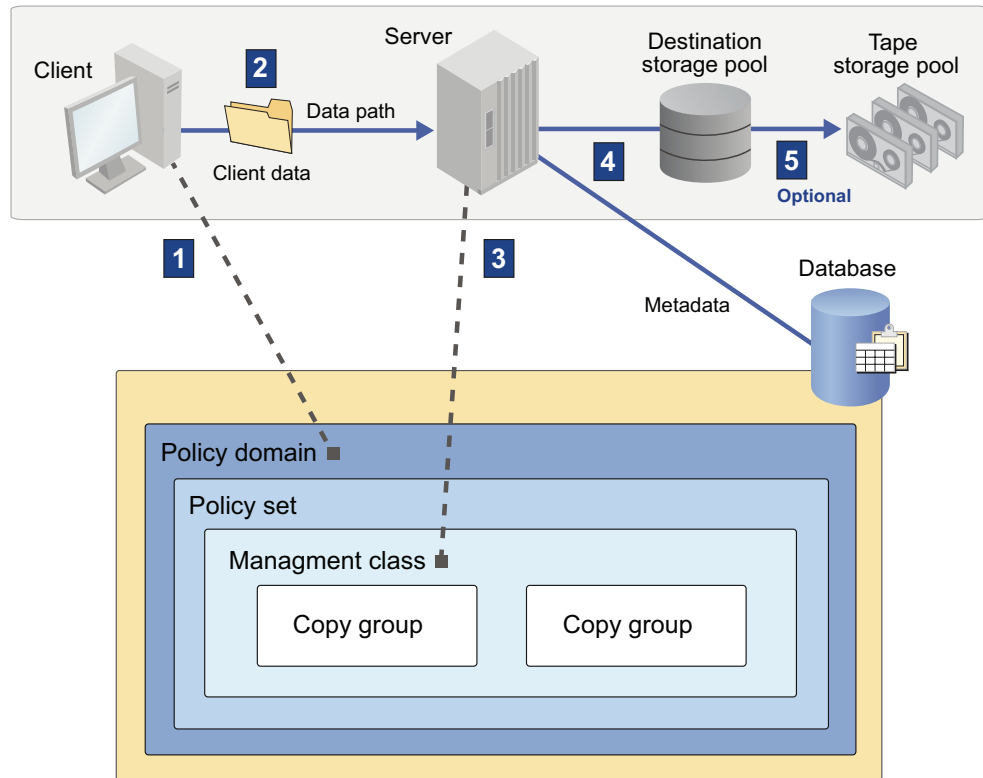 Client
2
Data path
Client data
Server
Destination
storage pool
Tape
storage pool
4
5
Optional
1
3
Metadata
Database
Policy domain
Policy set
Managment class
Copy group
Copy group